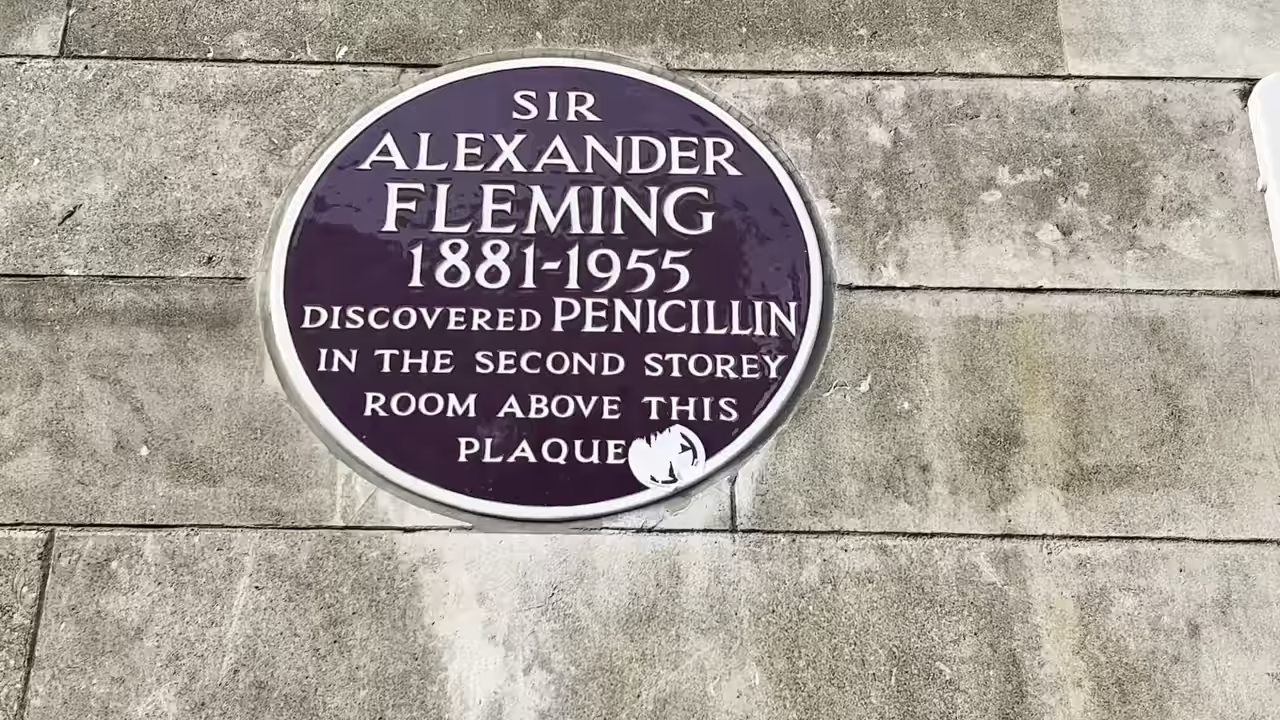 SIR
ALEXANDER
FLEMING
1881-1955
DISCOVERED PENICILLIN
IN THE SECOND STOREY
ROOM ABOVE THIS
PLAQUE